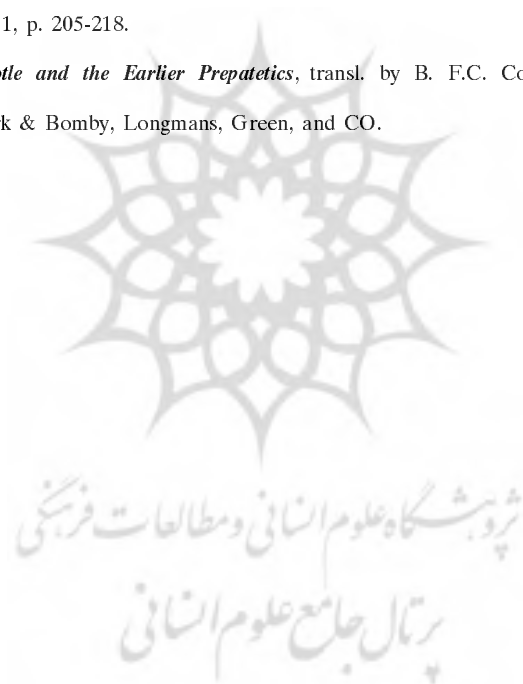 1, p. 205-218.
otle and the Earlier Prepatetics, transl. by B. F.C. Co
rk & Bomby, Longmans, Green, and CO.
پژوهشگاه علوم انسانی و مطالعات فرهنگی
پرتال جامع علوم انسانی